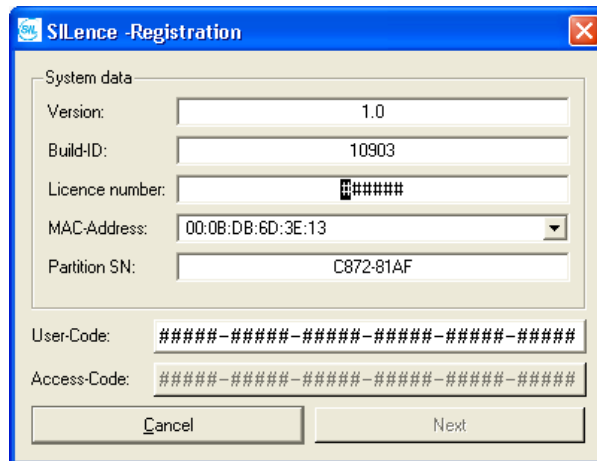 SIL
SILence -Registration
System data
Version: 1.0
Build-ID: 10903
Licence number: ######
MAC-Address: 00:0B:DB:6D:3E:13
Partition SN: C872-81AF
User-Code: #####-#####-#####-#####-#####-#####
Access-Code: #####-#####-#####-#####-#####-#####
Cancel Next